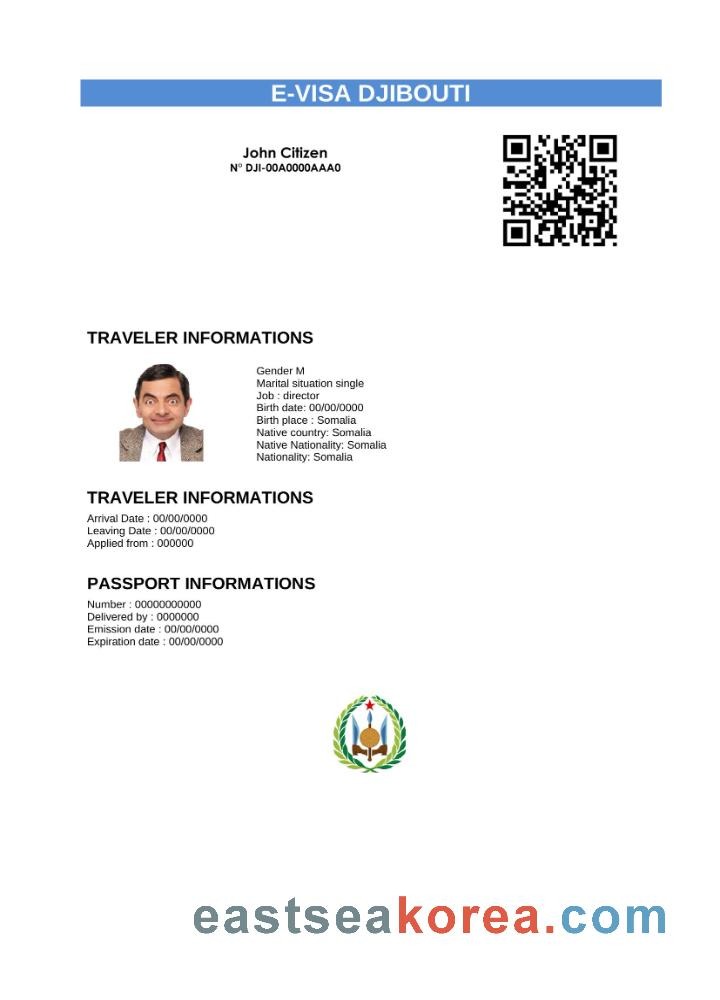 E-VISA DJIBOUTI
John Citizen
N° DJI-00A0000AAA0
TRAVELER INFORMATIONS
Gender M
Marital situation single
Job : director
Birth date: 00/00/0000
Birth place : Somalia
Native country: Somalia
Native Nationality: Somalia
Nationality: Somalia
TRAVELER INFORMATIONS
Arrival Date : 00/00/0000
Leaving Date : 00/00/0000
Applied from : 000000
PASSPORT INFORMATIONS
Number : 00000000000
Delivered by : 0000000
Emission date : 00/00/0000
Expiration date : 00/00/0000
eastseakorea.com